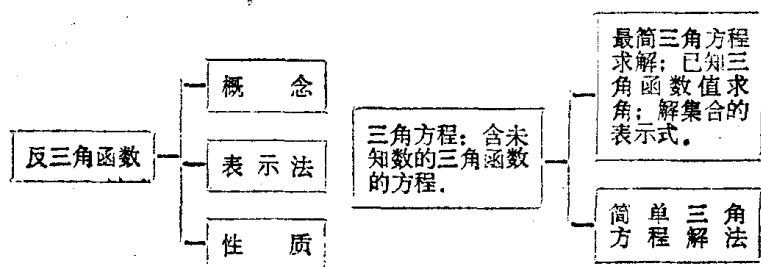 反三角函数
概 念
表 示 法
性 质
三角方程：含未
知数的三角函数
的方程．
最简三角方程
求解；已知三
角函数值求
角；解集合的
表示式。
简 单 三 角
方 程 解 法